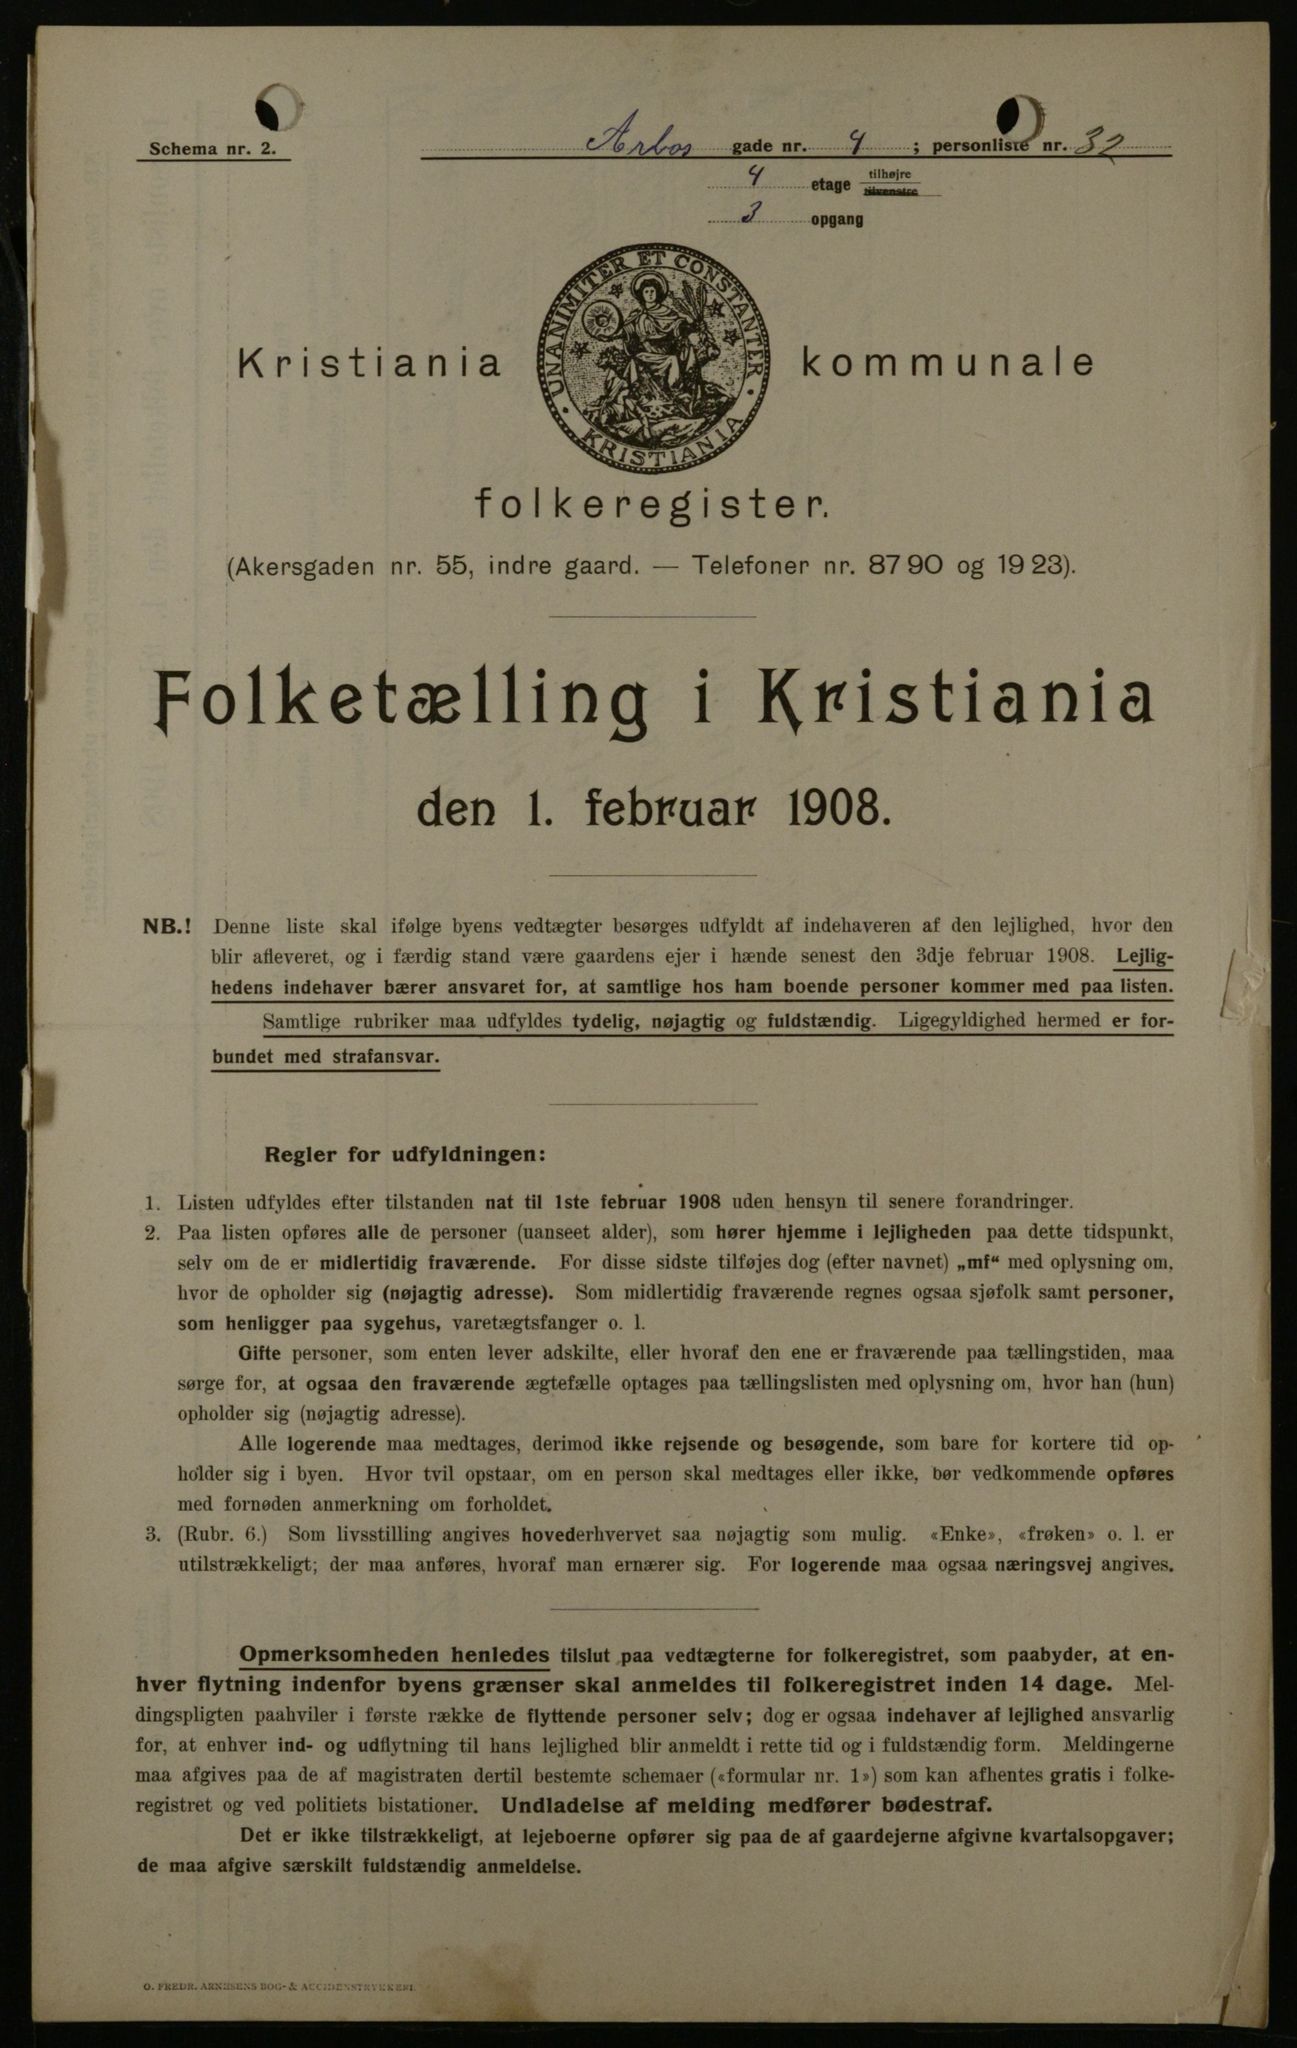 Schema nr. 2.
Arbos gade nr. 4 ; personliste nr. 32
4 etage tilhøjre tilvenstre
3 opgang
UNANIMITER ET CONSTANTER
KRISTIANIA
Kristiania kommunale
folkeregister.
(Akersgaden nr. 55, indre gaard. — Telefoner nr. 87 90 og 19 23).
Folketælling i Kristiania
den 1. februar 1908.
NB.! Denne liste skal ifølge byens vedtægter besørges udfyldt af indehaveren af den lejlighed, hvor den
blir afleveret, og i færdig stand være gaardens ejer i hænde senest den 3dje februar 1908. Lejlig-
hedens indehaver bærer ansvaret for, at samtlige hos ham boende personer kommer med paa listen.
Samtlige rubriker maa udfyldes tydelig, nøjagtig og fuldstændig. Ligegyldighed hermed er for-
bundet med strafansvar.
Regler for udfyldningen:
1. Listen udfyldes efter tilstanden nat til 1ste februar 1908 uden hensyn til senere forandringer.
2. Paa listen opføres alle de personer (uanseet alder), som hører hjemme i lejligheden paa dette tidspunkt,
selv om de er midlertidig fraværende. For disse sidste tilføjes dog (efter navnet) „mf“ med oplysning om,
hvor de opholder sig (nøjagtig adresse). Som midlertidig fraværende regnes ogsaa sjøfolk samt personer,
som henligger paa sygehus, varetægtsfanger o. l.
Gifte personer, som enten lever adskilte, eller hvoraf den ene er fraværende paa tællingstiden, maa
sørge for, at ogsaa den fraværende ægtefælle optages paa tællingslisten med oplysning om, hvor han (hun)
opholder sig (nøjagtig adresse).
Alle logerende maa medtages, derimod ikke rejsende og besøgende, som bare for kortere tid op-
holder sig i byen. Hvor tvil opstaar, om en person skal medtages eller ikke, bør vedkommende opføres
med fornøden anmerkning om forholdet.
3. (Rubr. 6.) Som livsstilling angives hovederhvervet saa nøjagtig som mulig. «Enke», «frøken» o. l. er
utilstrækkeligt; der maa anføres, hvoraf man ernærer sig. For logerende maa ogsaa næringsvej angives.
Opmerksomheden henledes tilslut paa vedtægterne for folkeregistret, som paabyder, at en-
hver flytning indenfor byens grænser skal anmeldes til folkeregistret inden 14 dage. Mel-
dingspligten paahviler i første række de flyttende personer selv; dog er ogsaa indehaver af lejlighed ansvarlig
for, at enhver ind- og udflytning til hans lejlighed blir anmeldt i rette tid og i fuldstændig form. Meldingerne
maa afgives paa de af magistraten dertil bestemte schemaer («formular nr. 1») som kan afhentes gratis i folke-
registret og ved politiets bistationer. Undladelse af melding medfører bødestraf.
Det er ikke tilstrækkeligt, at lejeboerne opfører sig paa de af gaardejerne afgivne kvartalsopgaver;
de maa afgive særskilt fuldstændig anmeldelse.
O. FREDR. ARNESENS BOG- & ACCIDENSTRYKKERI.